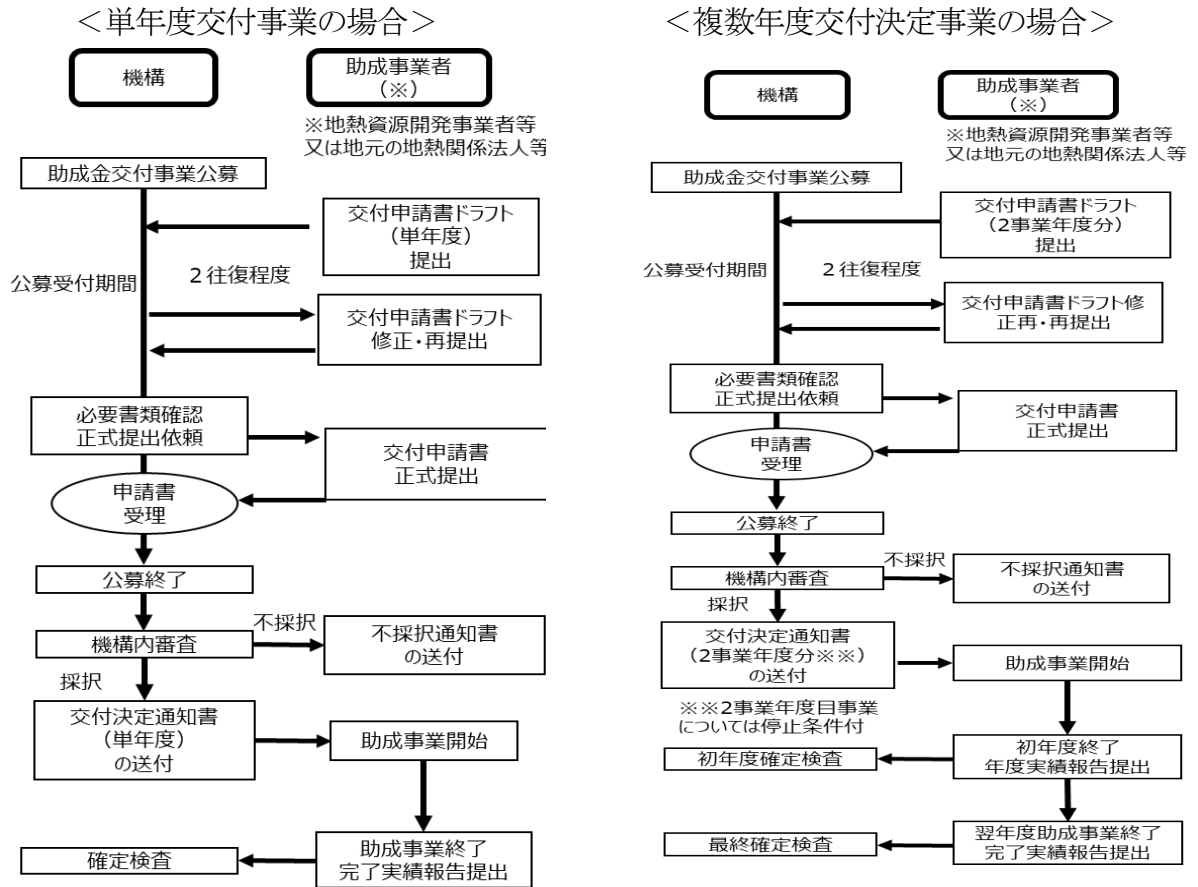 ＜単年度交付事業の場合＞
機構
助成事業者
（※）
※地熱資源開発事業者等
又は地元の地熱関係法人等
助成金交付事業公募
交付申請書ドラフト
（単年度）
提出
公募受付期間
2往復程度
交付申請書ドラフト
修正・再提出
必要書類確認
正式提出依頼
交付申請書
正式提出
申請書
受理
公募終了
機構内審査
不採択
不採択通知書
の送付
採択
交付決定通知書
（単年度）
の送付
助成事業開始
助成事業終了
完了実績報告提出
確定検査
＜複数年度交付決定事業の場合＞
機構
助成事業者
（※）
※地熱資源開発事業者等
又は地元の地熱関係法人等
助成金交付事業公募
交付申請書ドラフト
（2事業年度分）
提出
公募受付期間
2往復程度
交付申請書ドラフト修
正再・再提出
必要書類確認
正式提出依頼
交付申請書
正式提出
申請書
受理
公募終了
機構内審査
不採択
不採択通知書
の送付
採択
交付決定通知書
（2事業年度分※※）
の送付
助成事業開始
※※2事業年度目事業
については停止条件付
初年度終了
年度実績報告提出
初年度確定検査
翌年度助成事業終了
完了実績報告提出
最終確定検査